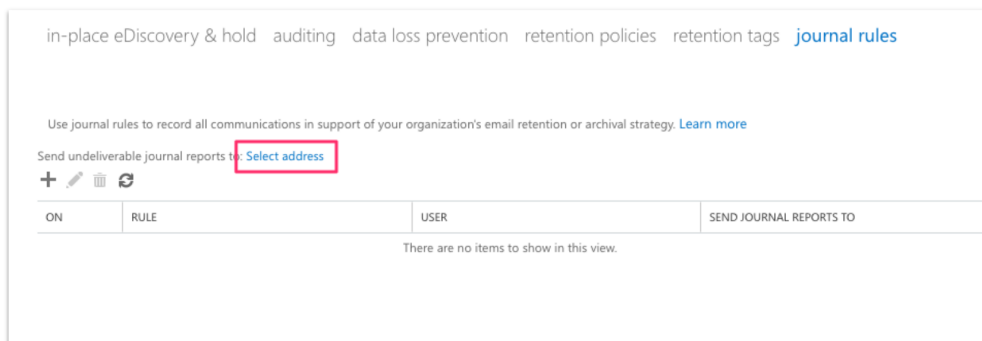 in-place eDiscovery & hold auditing data loss prevention retention policies retention tags journal rules
Use journal rules to record all communications in support of your organization's email retention or archival strategy. Learn more
Send undeliverable journal reports to: Select address
ON RULE USER SEND JOURNAL REPORTS TO
There are no items to show in this view.